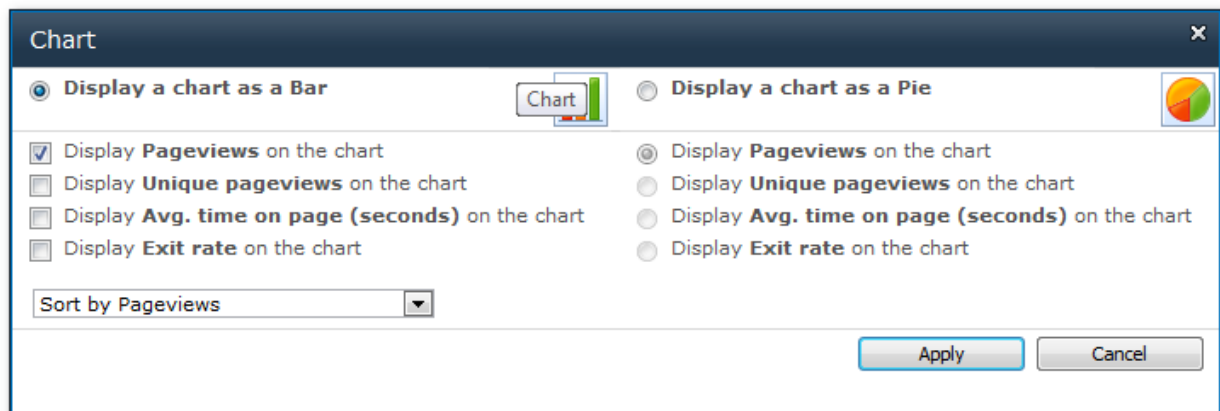 Chart
Display a chart as a Bar
Chart
Display a chart as a Pie
Display Pageviews on the chart
Display Unique pageviews on the chart
Display Avg. time on page (seconds) on the chart
Display Exit rate on the chart
Sort by Pageviews
Display Pageviews on the chart
Display Unique pageviews on the chart
Display Avg. time on page (seconds) on the chart
Display Exit rate on the chart
Apply
Cancel